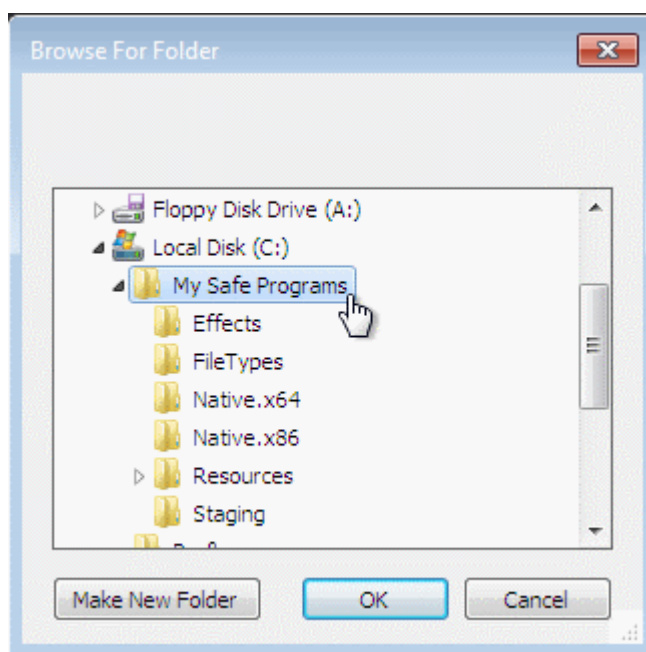 Browse For Folder
Floppy Disk Drive (A:)
Local Disk (C:)
My Safe Programs
Effects
FileTypes
Native.x64
Native.x86
Resources
Staging
Make New Folder
OK
Cancel